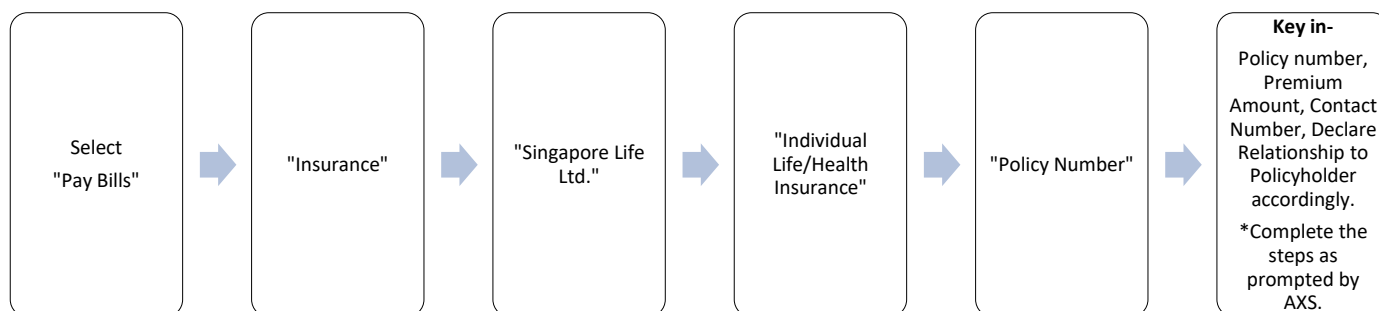 Select
"Pay Bills"
"Insurance"
"Singapore Life
Ltd."
"Individual
Life/Health
Insurance"
"Policy Number"
Key in-
Policy number,
Premium
Amount, Contact
Number, Declare
Relationship to
Policyholder
accordingly.
*Complete the
steps as
prompted by
AXS.